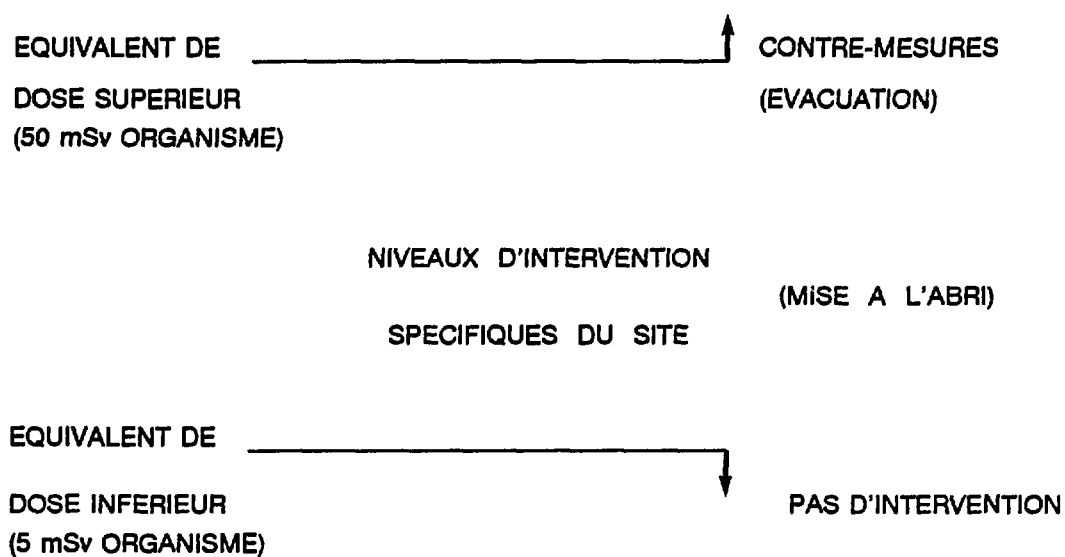 EQUIVALENT DE
CONTRE-MESURES
DOSE SUPERIEUR
(EVACUATION)
(50 mSv ORGANISME)
NIVEAUX D'INTERVENTION
(MISE A L'ABRI)
SPECIFIQUES DU SITE
EQUIVALENT DE
DOSE INFERIEUR
PAS D'INTERVENTION
(5 mSv ORGANISME)